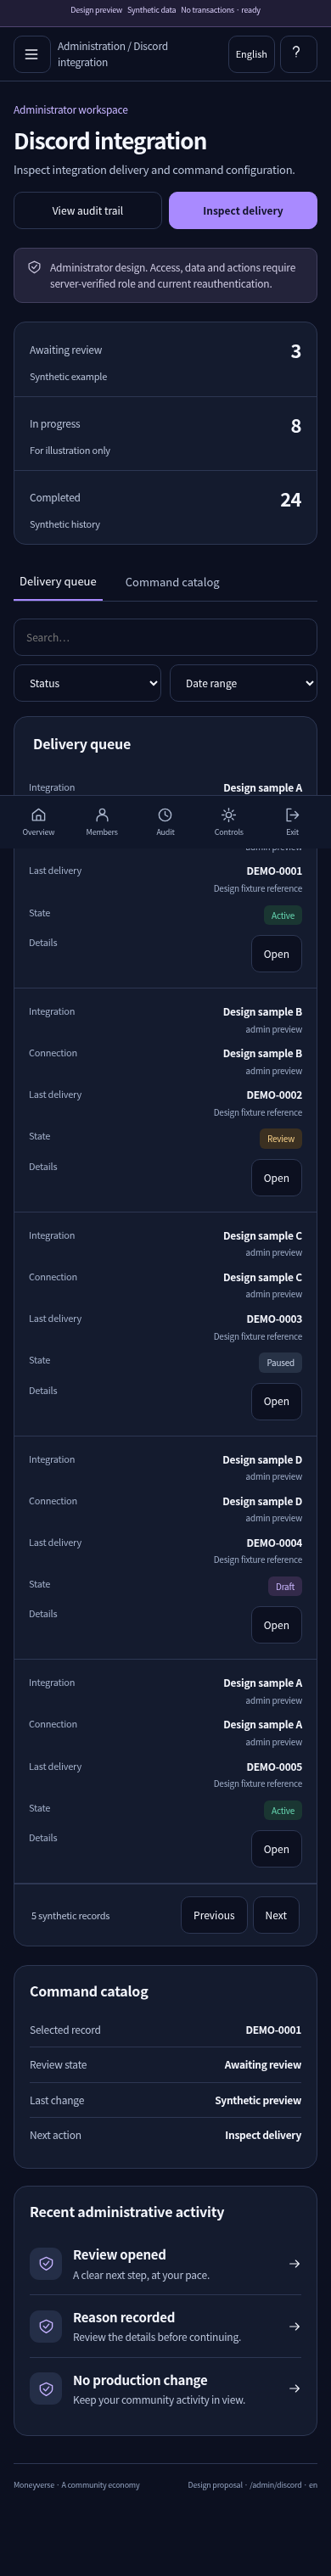 Design preview Synthetic data No transactions · ready
Administration / Discord
integration
English
?
Administrator workspace
Discord integration
Inspect integration delivery and command configuration.
View audit trail
Inspect delivery
Administrator design. Access, data and actions require
server-verified role and current reauthentication.
Awaiting review 3
Synthetic example
In progress 8
For illustration only
Completed 24
Synthetic history
Delivery queue Command catalog
Search…
Status Date range
Delivery queue
Integration Design sample A
Overview Members Audit Controls Exit
admin preview
Last delivery DEMO-0001
Design fixture reference
State Active
Details Open
Integration Design sample B
admin preview
Connection Design sample B
admin preview
Last delivery DEMO-0002
Design fixture reference
State Review
Details Open
Integration Design sample C
admin preview
Connection Design sample C
admin preview
Last delivery DEMO-0003
Design fixture reference
State Paused
Details Open
Integration Design sample D
admin preview
Connection Design sample D
admin preview
Last delivery DEMO-0004
Design fixture reference
State Draft
Details Open
Integration Design sample A
admin preview
Connection Design sample A
admin preview
Last delivery DEMO-0005
Design fixture reference
State Active
Details Open
5 synthetic records Previous Next
Command catalog
Selected record DEMO-0001
Review state Awaiting review
Last change Synthetic preview
Next action Inspect delivery
Recent administrative activity
Review opened
A clear next step, at your pace.
Reason recorded
Review the details before continuing.
No production change
Keep your community activity in view.
Moneyverse · A community economy Design proposal · /admin/discord · en